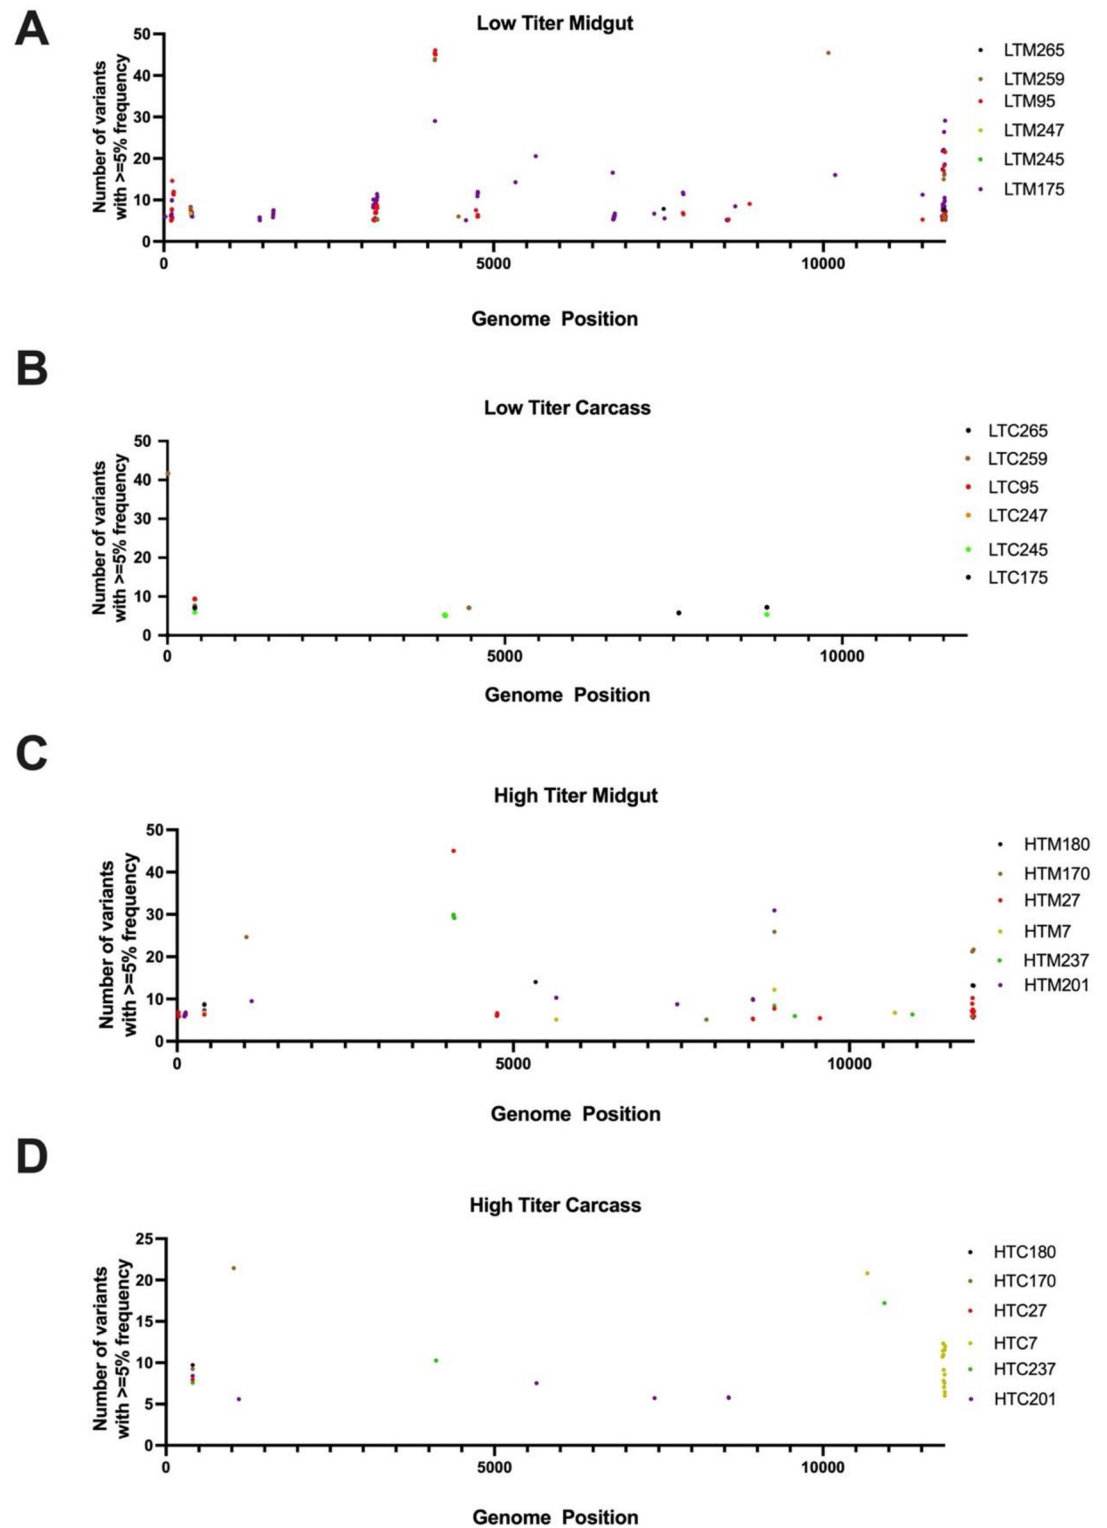 A
Low Titer Midgut
Number of variants
with >=5% frequency
50
40
30
20
10
0
0 5000 10000
Genome Position
LTM265
LTM259
LTM95
LTM247
LTM245
LTM175
B
Low Titer Carcass
Number of variants
with >=5% frequency
50
40
30
20
10
0
0 5000 10000
Genome Position
LTC265
LTC259
LTC95
LTC247
LTC245
LTC175
C
High Titer Midgut
Number of variants
with >=5% frequency
50
40
30
20
10
0
0 5000 10000
Genome Position
HTM180
HTM170
HTM27
HTM7
HTM237
HTM201
D
High Titer Carcass
Number of variants
with >=5% frequency
25
20
15
10
5
0
0 5000 10000
Genome Position
HTC180
HTC170
HTC27
HTC7
HTC237
HTC201